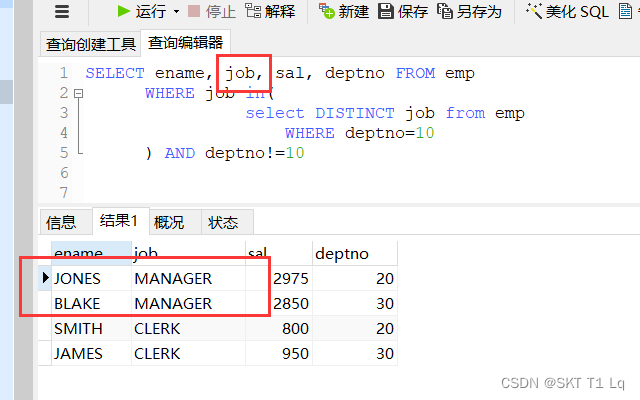 运行 停止 解释 新建 保存 另存为 美化 SQL
查询创建工具 查询编辑器
1 SELECT ename, job, sal, deptno FROM emp
2 WHERE job in(
3 select DISTINCT job from emp
4 WHERE deptno=10
5 ) AND deptno!=10
6
7
信息 结果1 概况 状态
ename job sal deptno
JONES MANAGER 2975 20
BLAKE MANAGER 2850 30
SMITH CLERK 800 20
JAMES CLERK 950 30
CSDN @SKT T1 Lq